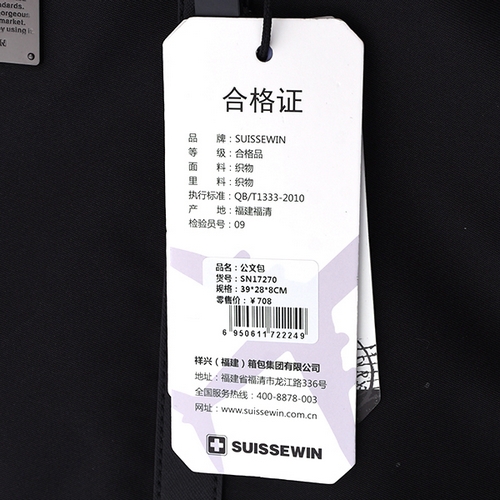 ndards.
orgeous
market.
y using i
合格证
品 牌：SUISSEWIN
等 级：合格品
面 料：织物
里 料：织物
执行标准：QB/T1333-2010
产 地：福建福清
检验员号：09
品名：公文包
货号：SN17270
规格：39*28*8CM
零售价：￥708
6 950611 722249
祥兴（福建）箱包集团有限公司
地址：福建省福清市龙江路336号
全国服务热线：400-8878-003
网址：www.suissewin.com.cn
SUISSEWIN